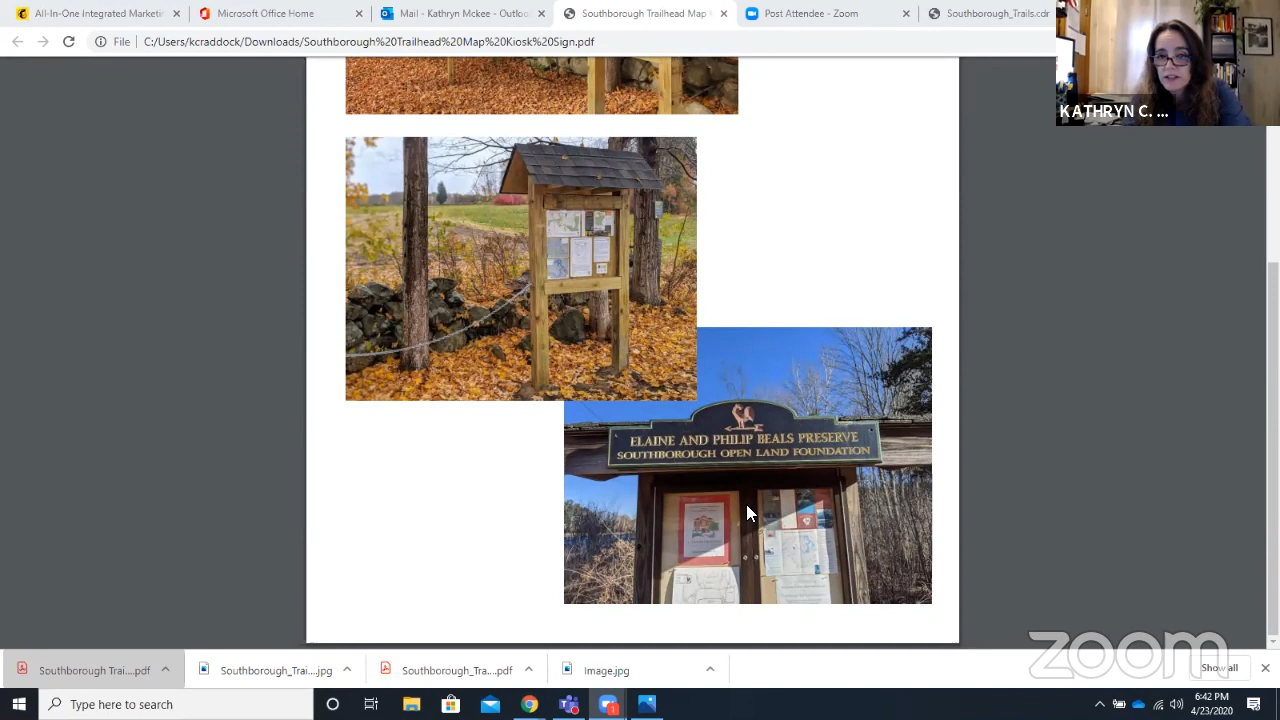 All-In-One Integrated Marketin
Microsoft Office Home
Mail - Kathryn Mckee - Outloo
Southborough Trailhead Map
Post Attendee - Zoom
Southborough_Trails.cdr
File
C:/Users/kcraddock/Downloads/Southborough%20Trailhead%20Map%20Kiosk%20Sign.pdf
KATHRYN C. ...
ELAINE AND PHILIP BEALS PRESERVE
SOUTHBOROUGH OPEN LAND FOUNDATION
zoom
Southborough Trai....pdf
Southborough_Trai....jpg
Southborough_Tra....pdf
Image.jpg
Show all
Type here to search
1
6:42 PM
4/23/2020